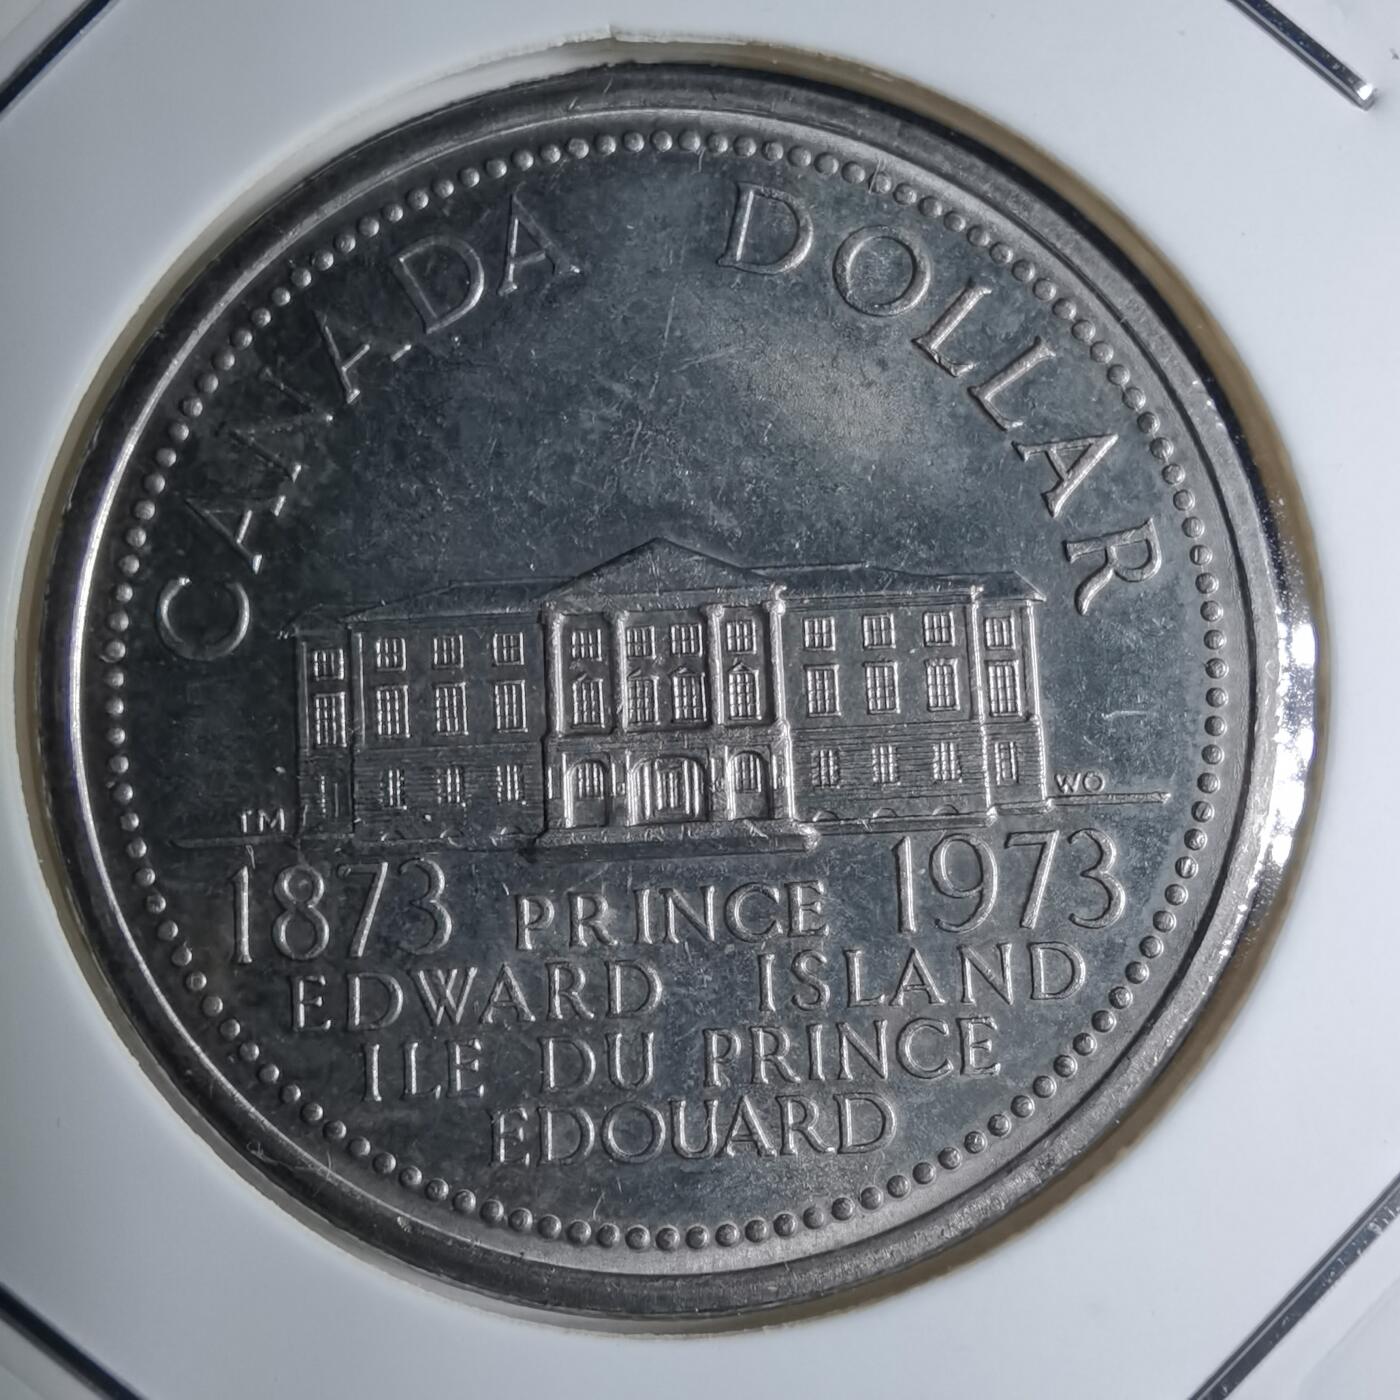 CANADA DOLLAR
TM WO
1873 PRINCE 1973
EDWARD ISLAND
ILE DU PRINCE
EDOUARD